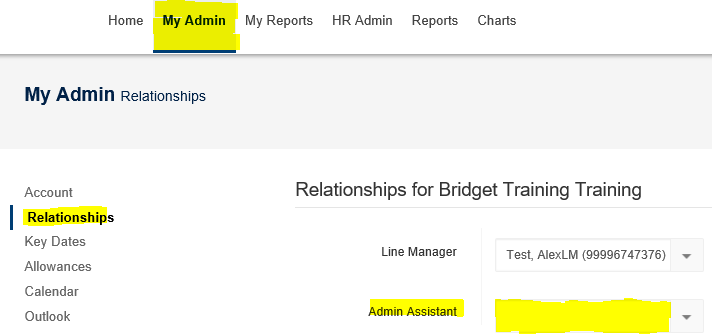 Home My Admin My Reports HR Admin Reports Charts
My Admin Relationships
Account
Relationships
Key Dates
Allowances
Calendar
Outlook
Relationships for Bridget Training Training
Line Manager Test, AlexLM (99996747376)
Admin Assistant